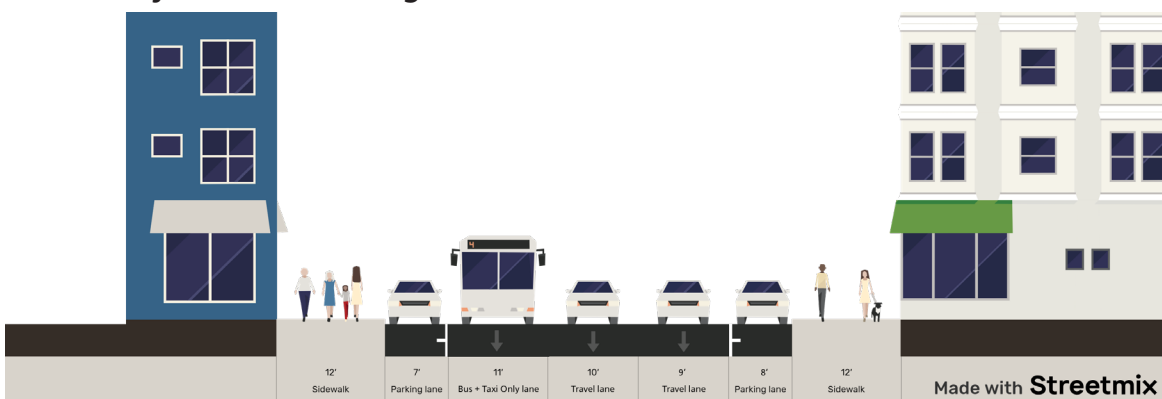 4
12' 7' 11' 10' 9' 8' 12'
Sidewalk Parking lane Bus + Taxi Only lane Travel lane Travel lane Parking lane Sidewalk
Made with Streetmix